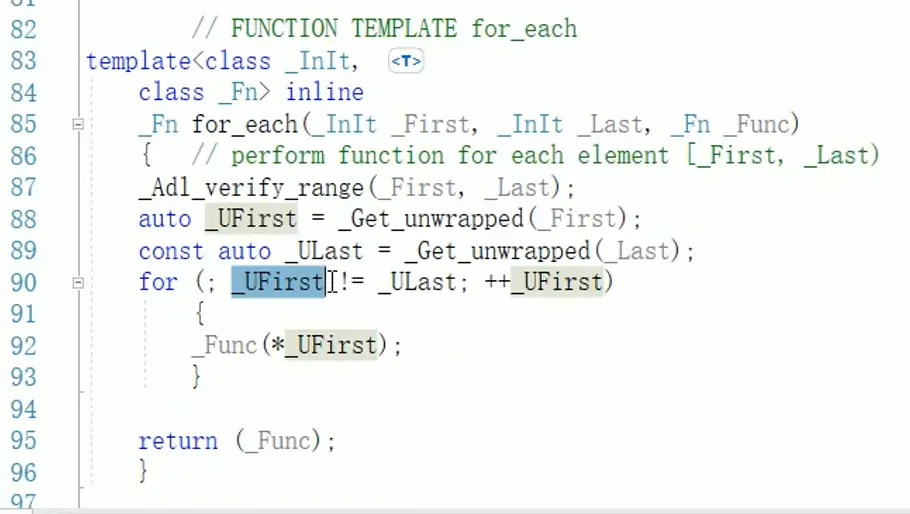 82 // FUNCTION TEMPLATE for_each
83 template<class _InIt, <T>
84 class _Fn> inline
85 _Fn for_each(_InIt _First, _InIt _Last, _Fn _Func)
86 { // perform function for each element [_First, _Last)
87 _Adl_verify_range(_First, _Last);
88 auto _UFirst = _Get_unwrapped(_First);
89 const auto _ULast = _Get_unwrapped(_Last);
90 for (; _UFirst != _ULast; ++_UFirst)
91 {
92 _Func(*_UFirst);
93 }
94
95 return (_Func);
96 }
97